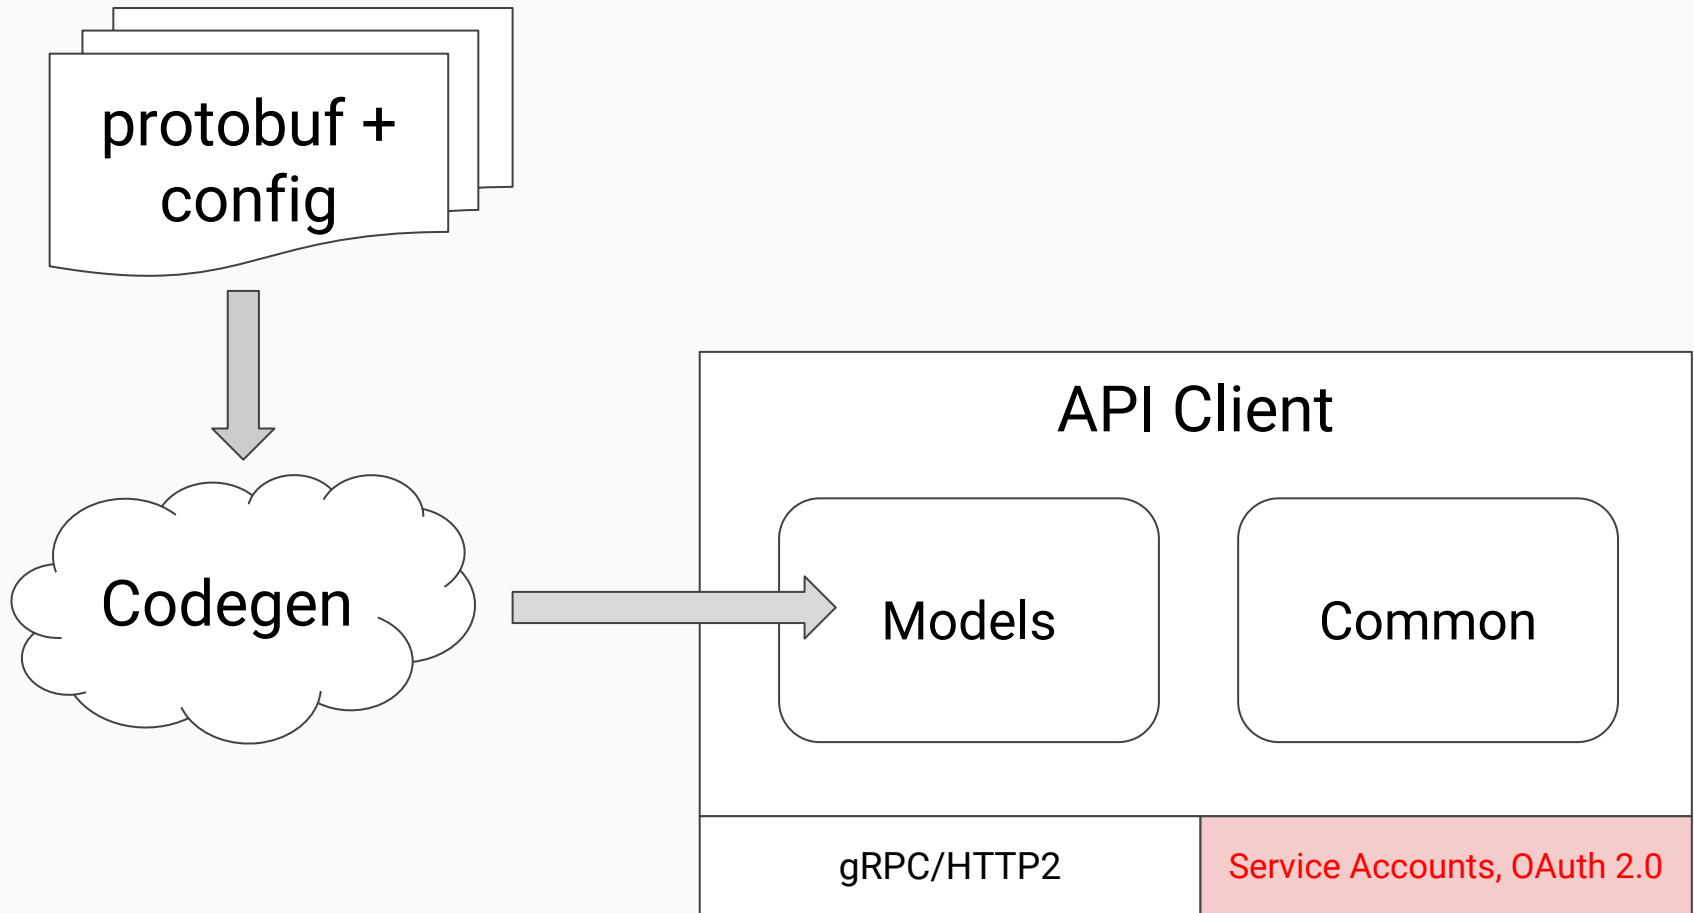 protobuf +
config
API Client
Codegen
Models
Common
gRPC/HTTP2
Service Accounts, OAuth 2.0